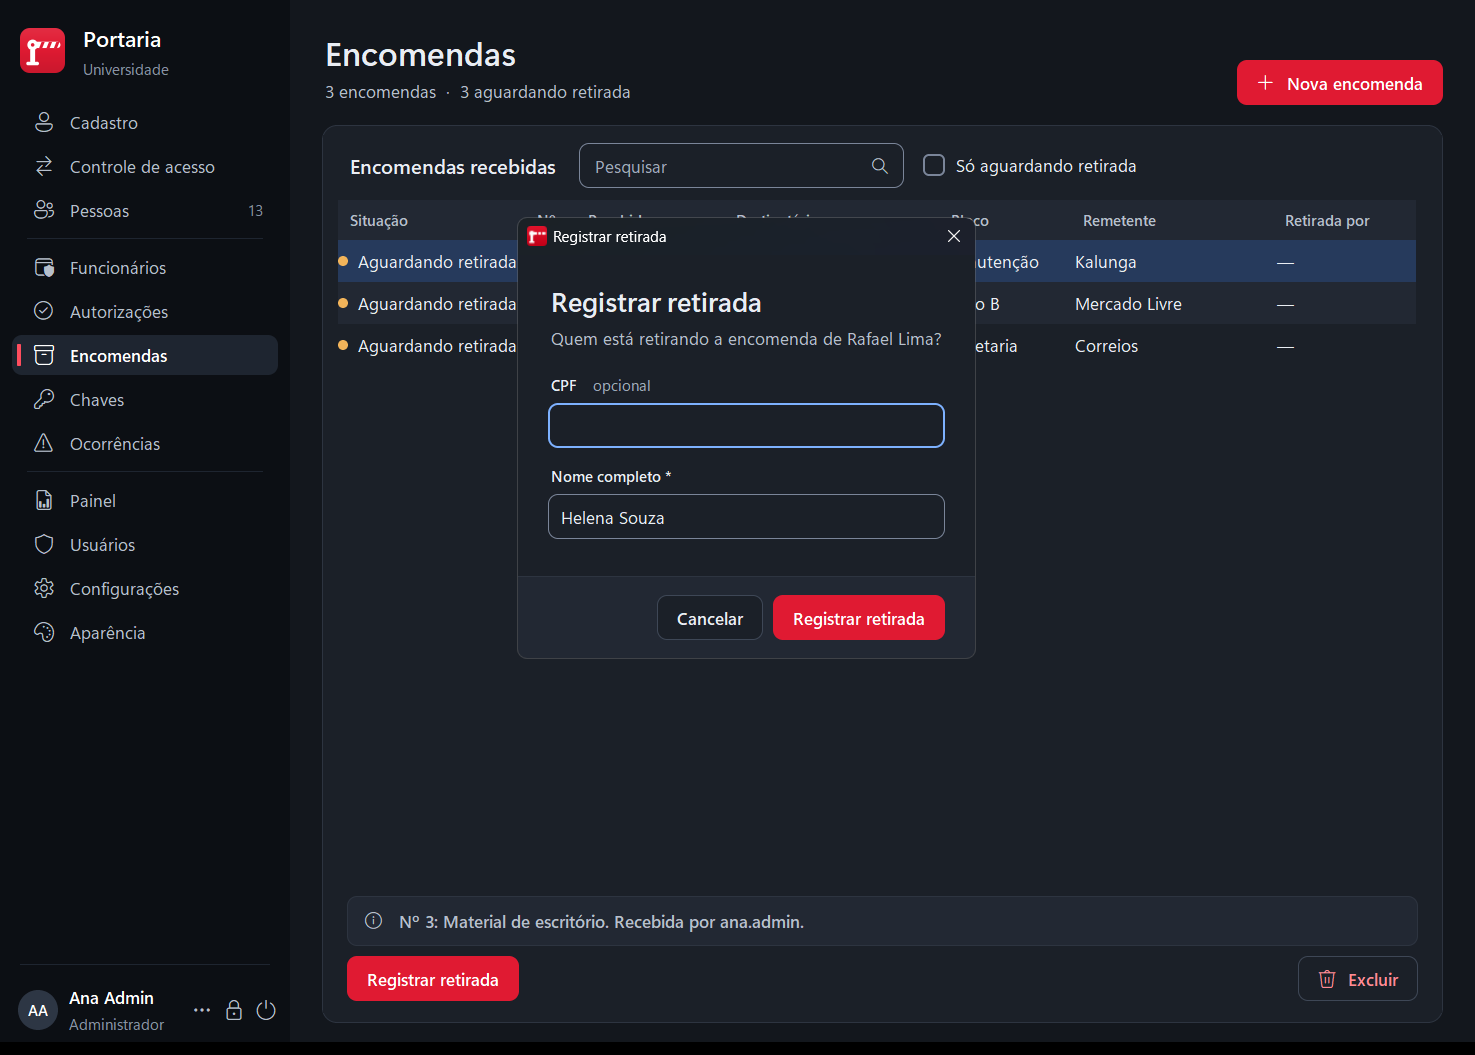 Portaria
Universidade
Cadastro
Controle de acesso
Pessoas 13
Funcionários
Autorizações
Encomendas
Chaves
Ocorrências
Painel
Usuários
Configurações
Aparência
AA
Ana Admin
Administrador
Encomendas
3 encomendas · 3 aguardando retirada
+ Nova encomenda
Encomendas recebidas
Pesquisar
Só aguardando retirada
Situação Remetente Retirada por
Aguardando retirada Kalunga —
Aguardando retirada B Mercado Livre —
Aguardando retirada Correios —
Registrar retirada
Registrar retirada
Quem está retirando a encomenda de Rafael Lima?
CPF opcional
Nome completo *
Helena Souza
Cancelar
Registrar retirada
Nº 3: Material de escritório. Recebida por ana.admin.
Registrar retirada
Excluir